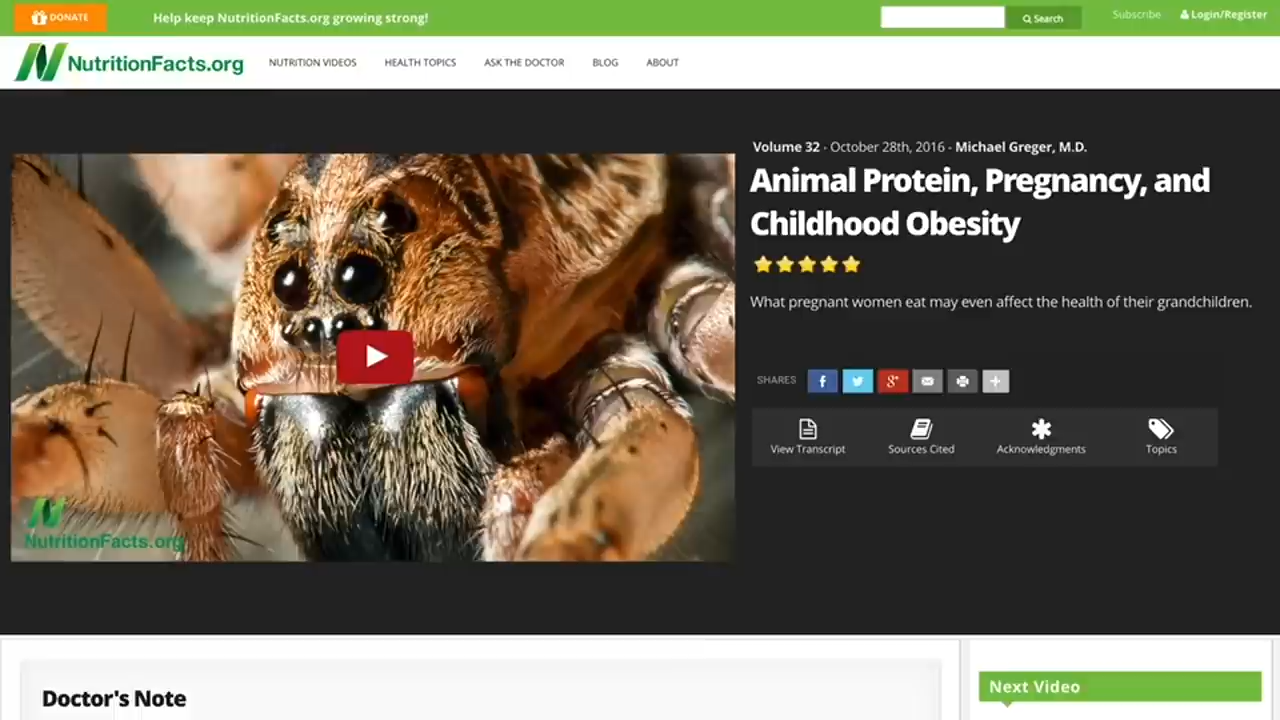 DONATE
Help keep NutritionFacts.org growing strong!
Search
Subscribe
Login/Register
NutritionFacts.org
NUTRITION VIDEOS
HEALTH TOPICS
ASK THE DOCTOR
BLOG
ABOUT
Volume 32 - October 28th, 2016 - Michael Greger, M.D.
Animal Protein, Pregnancy, and
Childhood Obesity
What pregnant women eat may even affect the health of their grandchildren.
SHARES
View Transcript
Sources Cited
Acknowledgments
Topics
NutritionFacts.org
Doctor's Note
Next Video